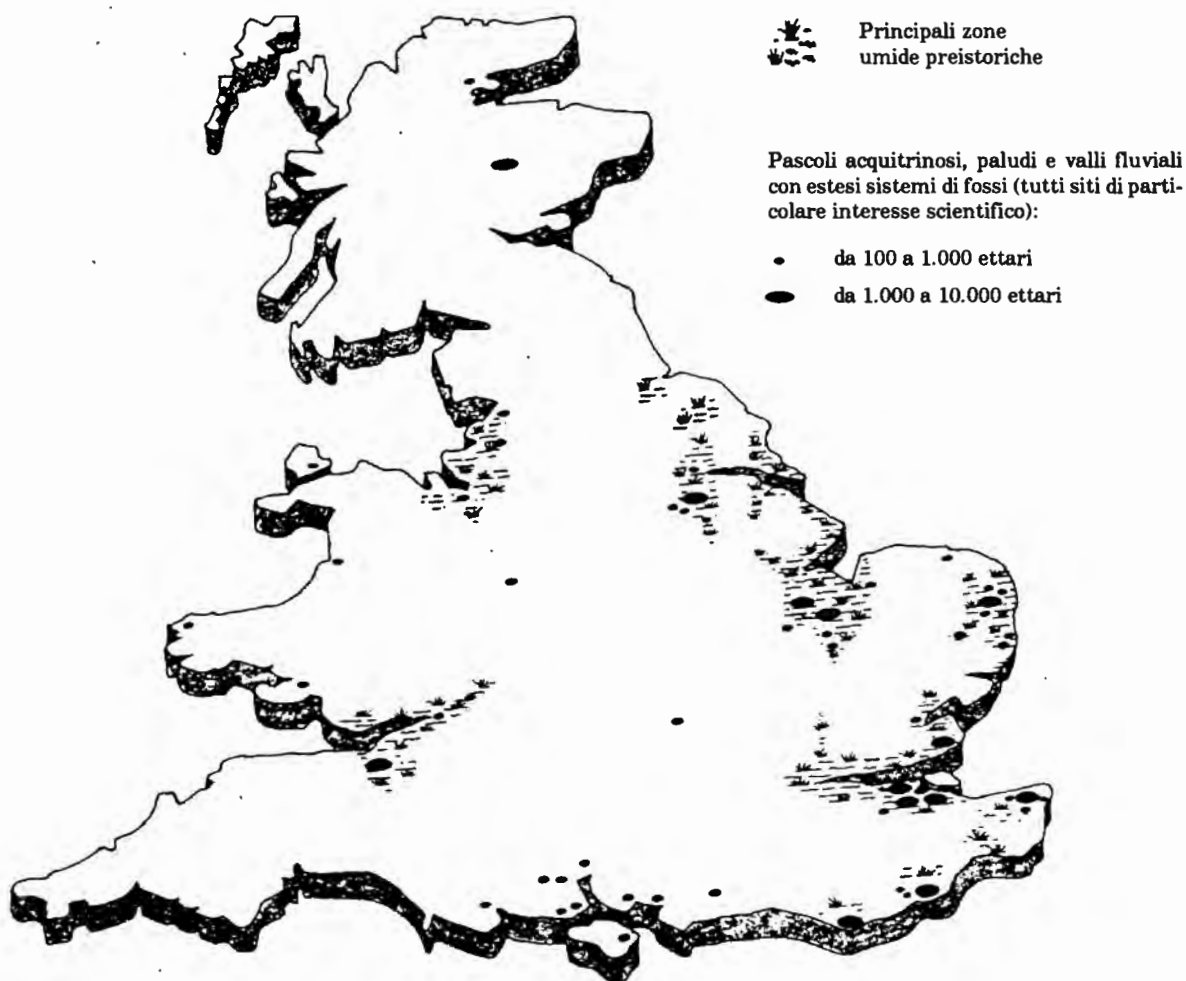 Principali zone
umide preistoriche
Pascoli acquitrinosi, paludi e valli fluviali
con estesi sistemi di fossi (tutti siti di parti-
colare interesse scientifico):
da 100 a 1.000 ettari
da 1.000 a 10.000 ettari